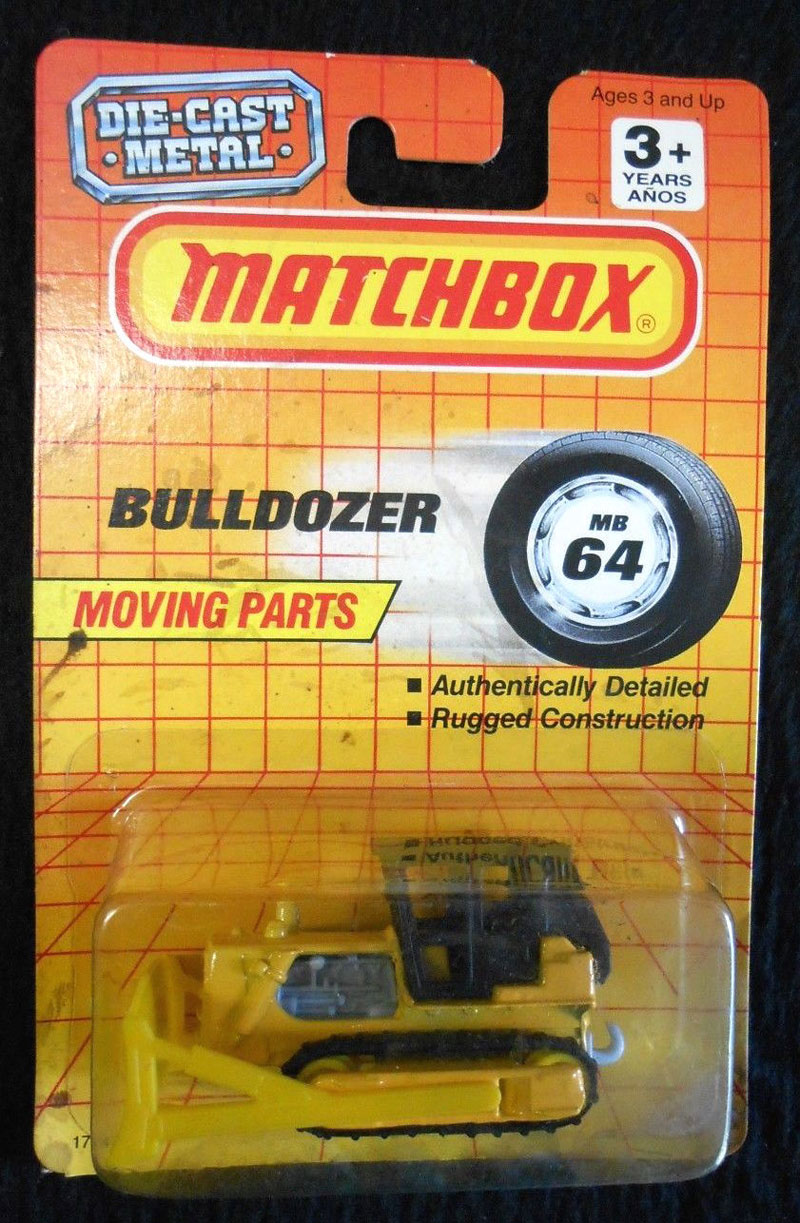 DIE-CAST
• METAL •
Ages 3 and Up
3+
YEARS
AÑOS
MATCHBOX®
BULLDOZER
MB
64
MOVING PARTS
■ Authentically Detailed
■ Rugged Construction
17